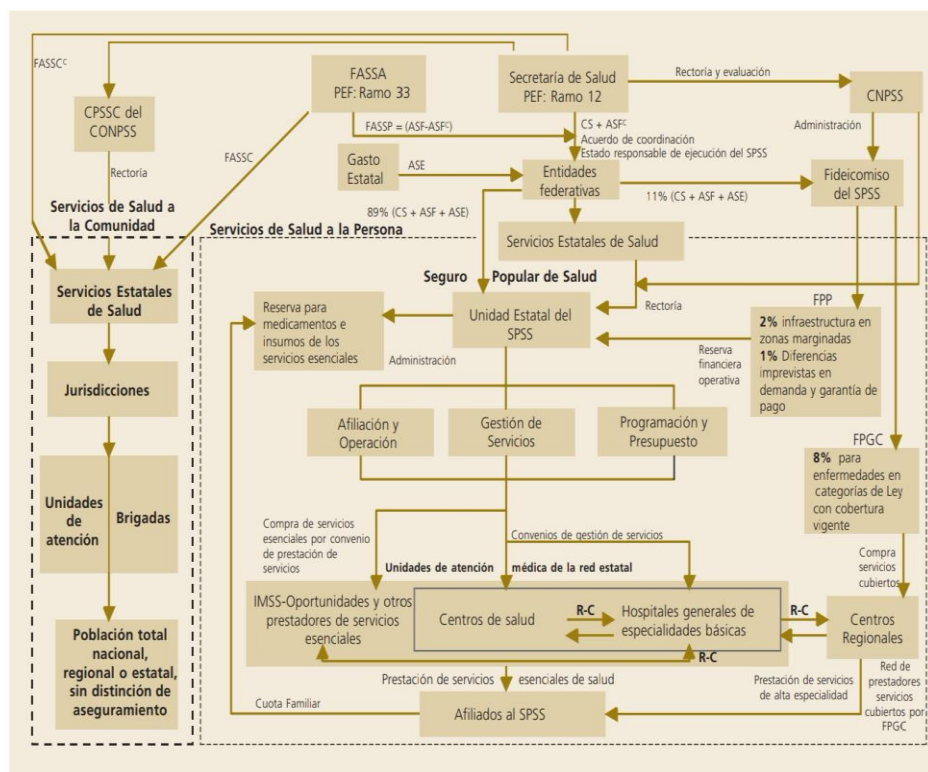 FASSC^C
CPSSC del
CONPSS
Rectoría
FASSA
PEF: Ramo 33
FASSP = (ASF-ASF^C)
FASSC
Secretaría de Salud
PEF: Ramo 12
Rectoría y evaluación
CNPSS
CS + ASF^C
Acuerdo de coordinación
Estado responsable de ejecución del SPSS
Administración
Gasto
Estatal
ASE
Entidades
federativas
11% (CS + ASF + ASE)
Fideicomiso
del SPSS
89% (CS + ASF + ASE)
Servicios de Salud a
la Comunidad
Servicios de Salud a la Persona
Servicios Estatales de Salud
Servicios Estatales
de Salud
Jurisdicciones
Unidades
de
atención
Brigadas
Población total
nacional,
regional o estatal,
sin distinción de
aseguramiento
Seguro Popular de Salud
Reserva para
medicamentos e
insumos de los
servicios esenciales
Administración
Unidad Estatal del
SPSS
Rectoría
Reserva
financiera
operativa
FPP
2% infraestructura en
zonas marginadas
1% Diferencias
imprevistas en
demanda y garantía de
pago
Afiliación y
Operación
Gestión de
Servicios
Programación y
Presupuesto
FPGC
8% para
enfermedades en
categorías de Ley
con cobertura
vigente
Compra de servicios
esenciales por convenio
de prestación de
servicios
Convenios de gestión de servicios
Compra
servicios
cubiertos
Unidades de atención médica de la red estatal
IMSS-Oportunidades y otros
prestadores de servicios
esenciales
Centros de salud
R-C
Hospitales generales de
especialidades básicas
R-C
Centros
Regionales
R-C
Prestación de servicios esenciales de salud
Prestación de servicios
de alta especialidad
Red de
prestadores
servicios
cubiertos por
FPGC
Cuota Familiar
Afiliados al SPSS